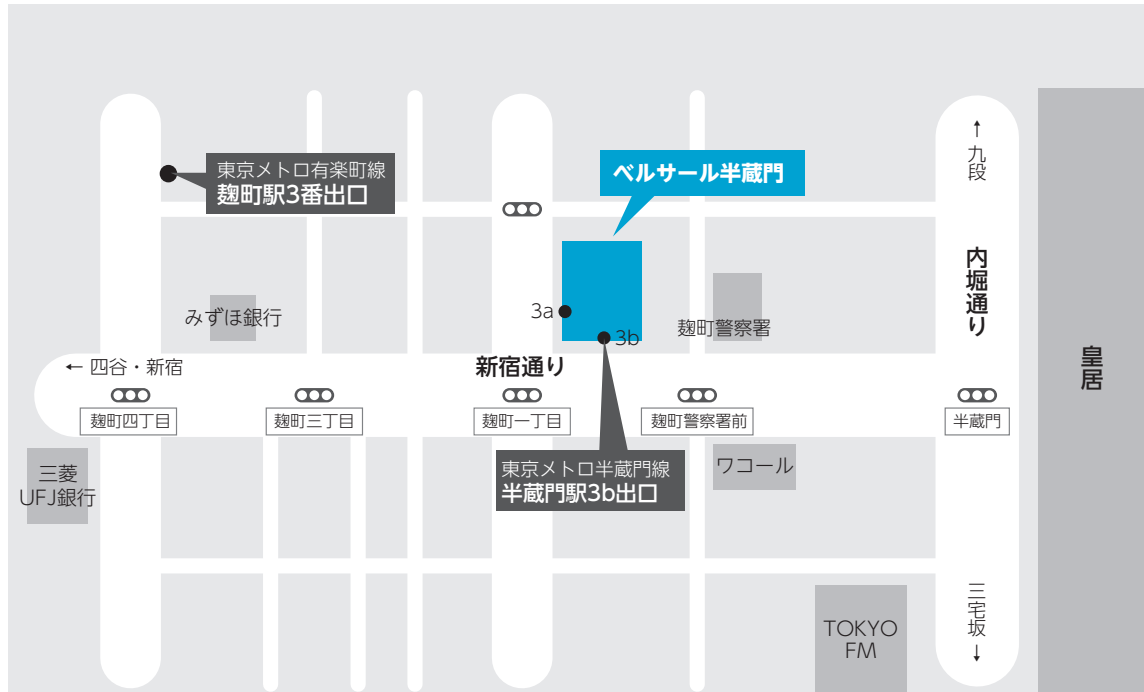 東京メトロ有楽町線
麹町駅3番出口
ベルサール半蔵門
↑
九段
内堀通り
皇居
みずほ銀行
3a
3b
麹町警察署
← 四谷・新宿
新宿通り
麹町四丁目
麹町三丁目
麹町一丁目
麹町警察署前
半蔵門
三菱
UFJ銀行
東京メトロ半蔵門線
半蔵門駅3b出口
ワコール
TOKYO
FM
三宅坂
↓